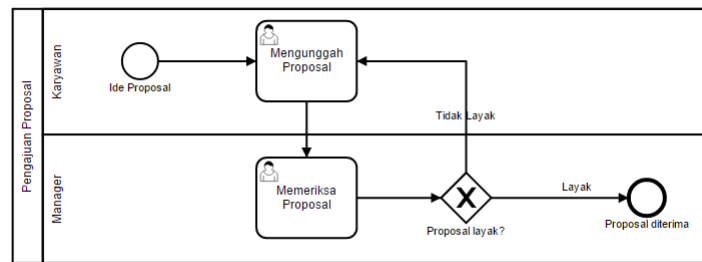 Pengajuan Proposal
Karyawan
Ide Proposal
Mengunggah
Proposal
Tidak Layak
Manager
Memeriksa
Proposal
Proposal layak?
Layak
Proposal diterima